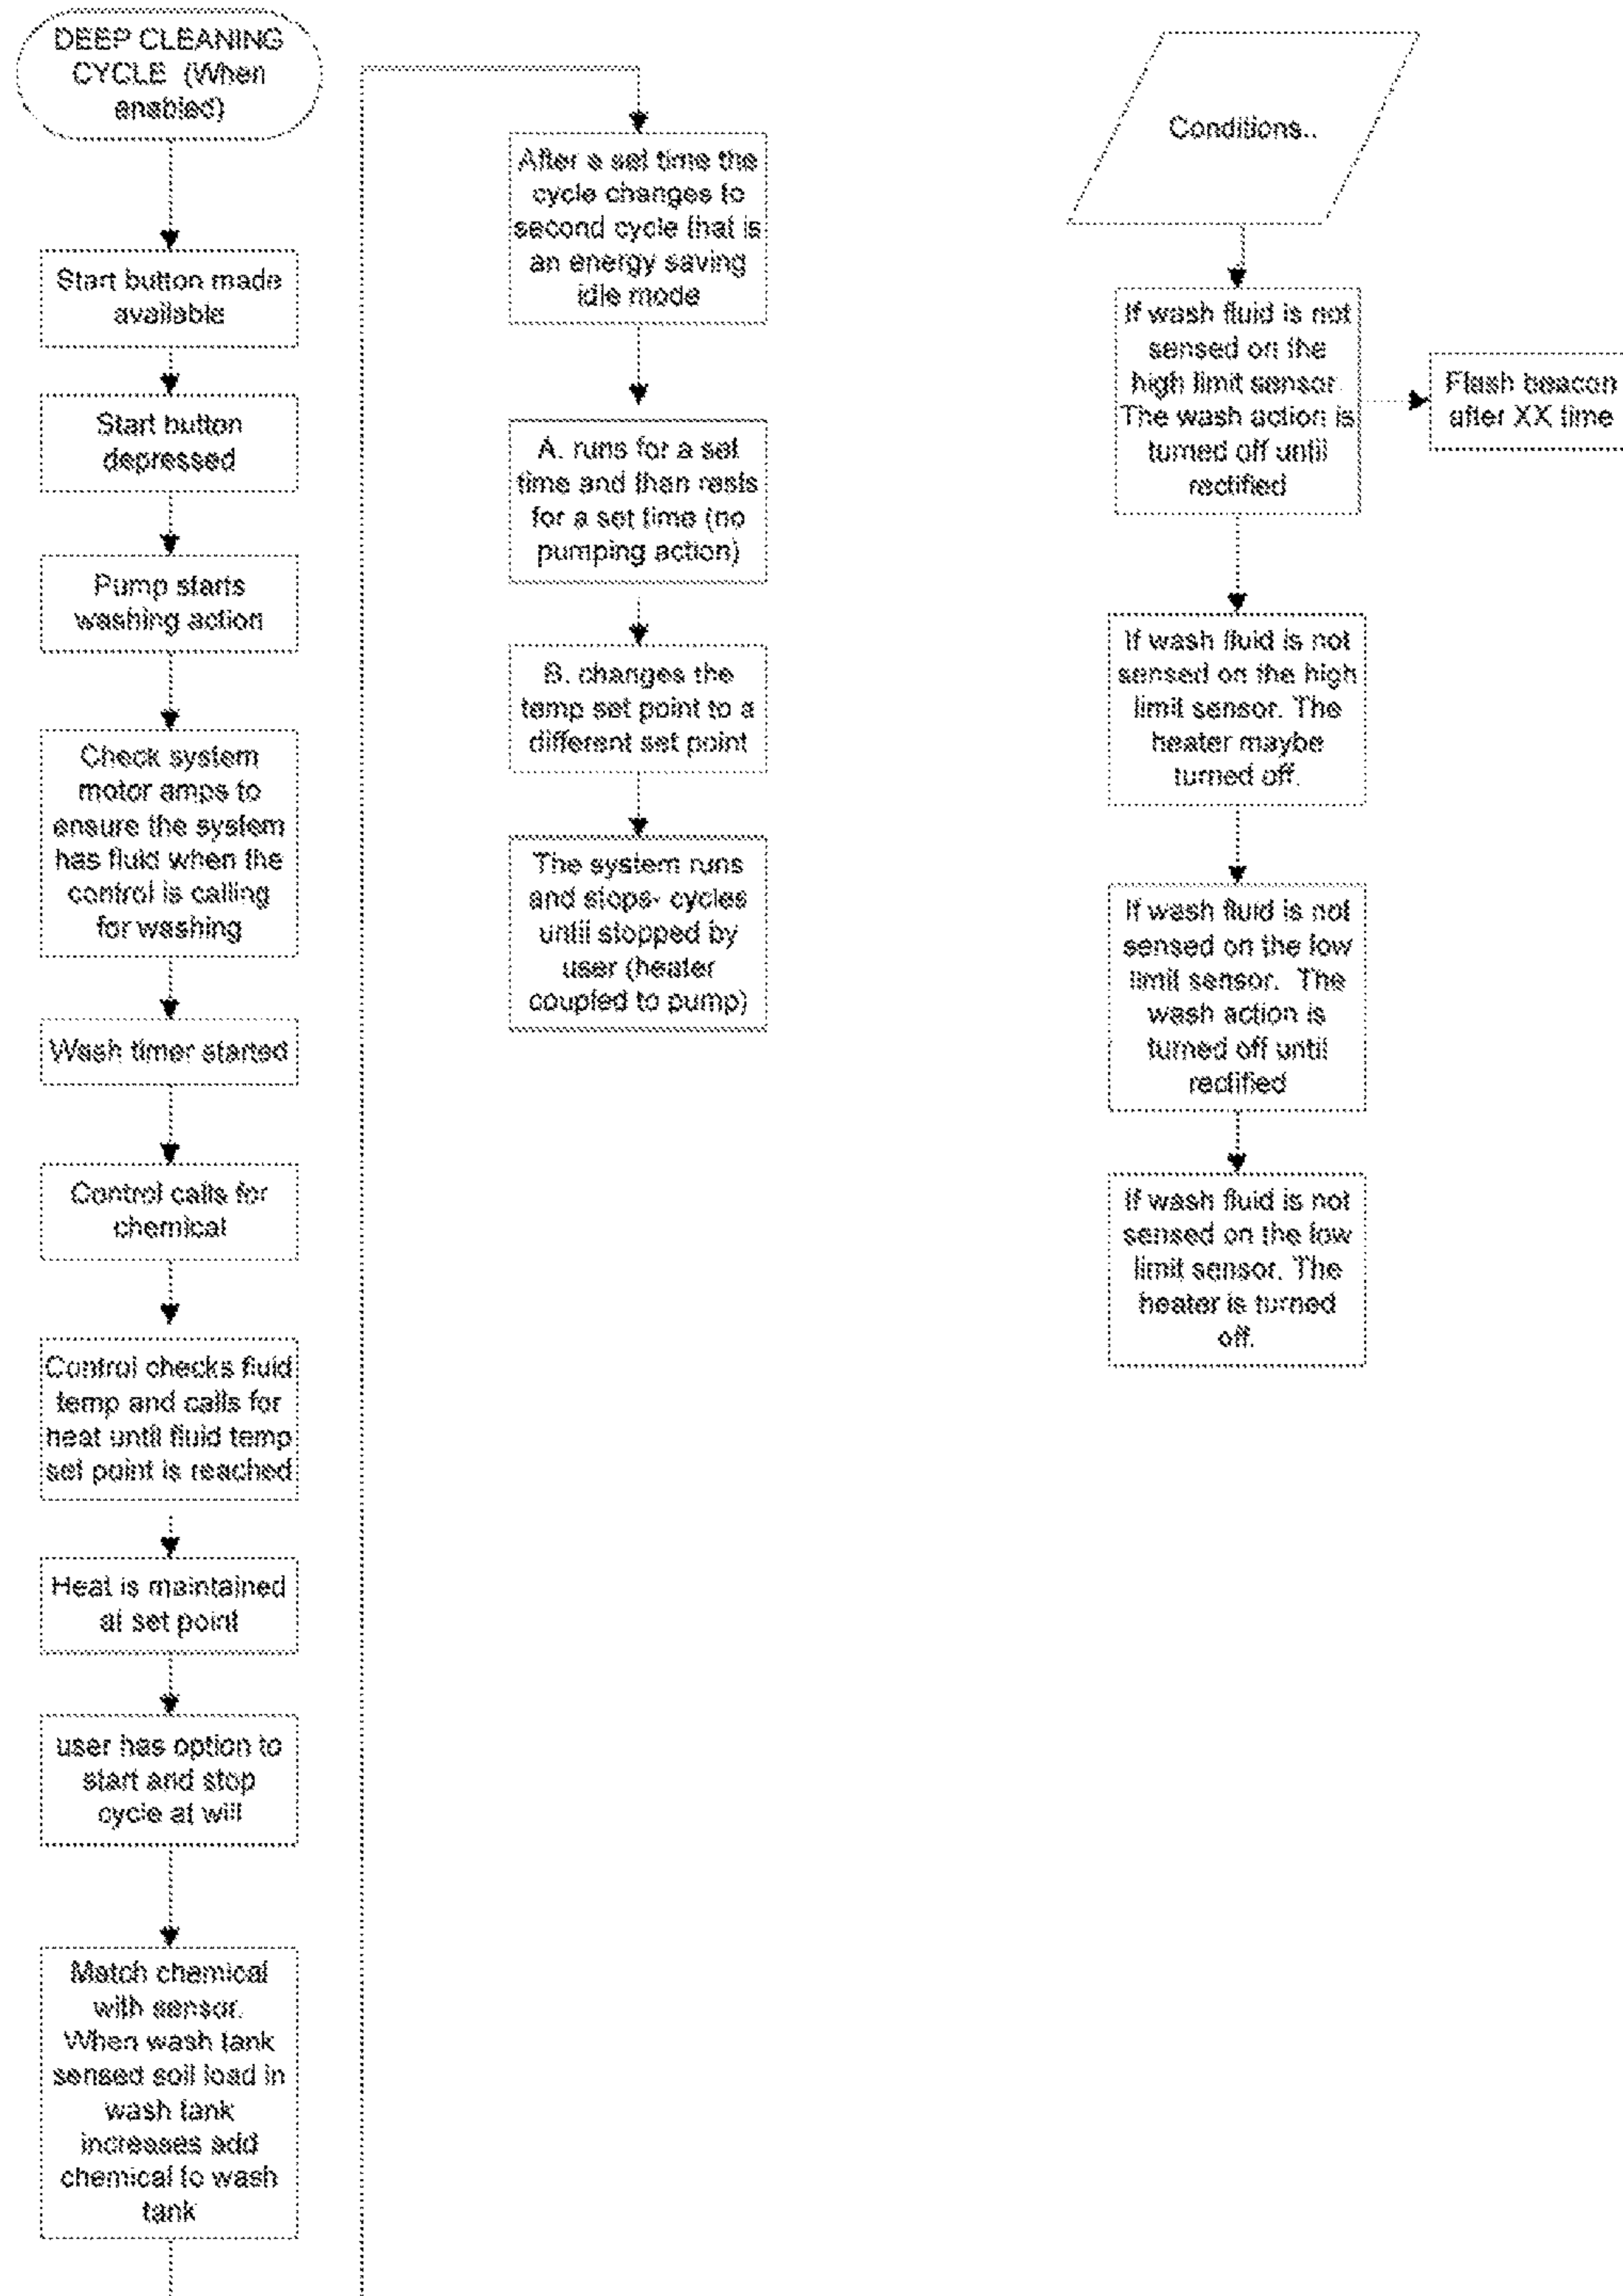 DEEP CLEANING
CYCLE (When
enabled)
Start button made
available
Start button
depressed
Pump starts
washing action
Check system
motor amps to
ensure the system
has fluid when the
control is calling
for washing
Wash timer started
Control calls for
chemical
Control checks fluid
temp and calls for
heat until fluid temp
set point is reached
Heat is maintained
at set point
user has option to
start and stop
cycle at will
Match chemical
with sensor.
When wash tank
sensed soil load in
wash tank
increases add
chemical to wash
tank
After a set time the
cycle changes to
second cycle that is
an energy saving
idle mode
A. runs for a set
time and then rests
for a set time (no
pumping action)
B. changes the
temp set point to a
different set point
The system runs
and stops- cycles
until stopped by
user (heater
coupled to pump)
Conditions..
If wash fluid is not
sensed on the
high limit sensor.
The wash action is
turned off until
rectified
Flash beacon
after XX time
If wash fluid is not
sensed on the high
limit sensor. The
heater maybe
turned off.
If wash fluid is not
sensed on the low
limit sensor. The
wash action is
turned off until
rectified
If wash fluid is not
sensed on the low
limit sensor. The
heater is turned
off.